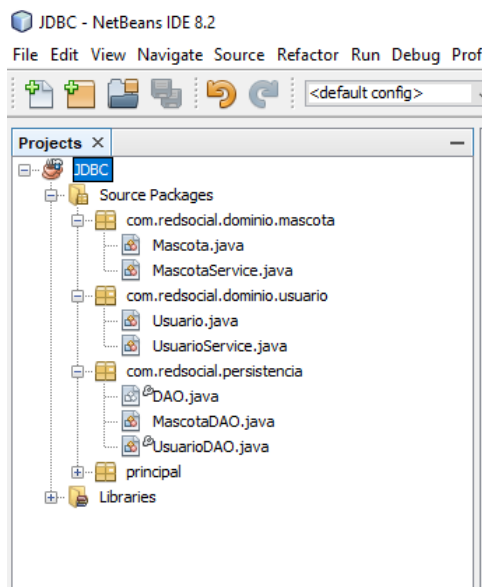 JDBC - NetBeans IDE 8.2
File Edit View Navigate Source Refactor Run Debug Prof
<default config>
Projects
JDBC
Source Packages
com.redsocial.dominio.mascota
Mascota.java
MascotaService.java
com.redsocial.dominio.usuario
Usuario.java
UsuarioService.java
com.redsocial.persistencia
DAO.java
MascotaDAO.java
UsuarioDAO.java
principal
Libraries